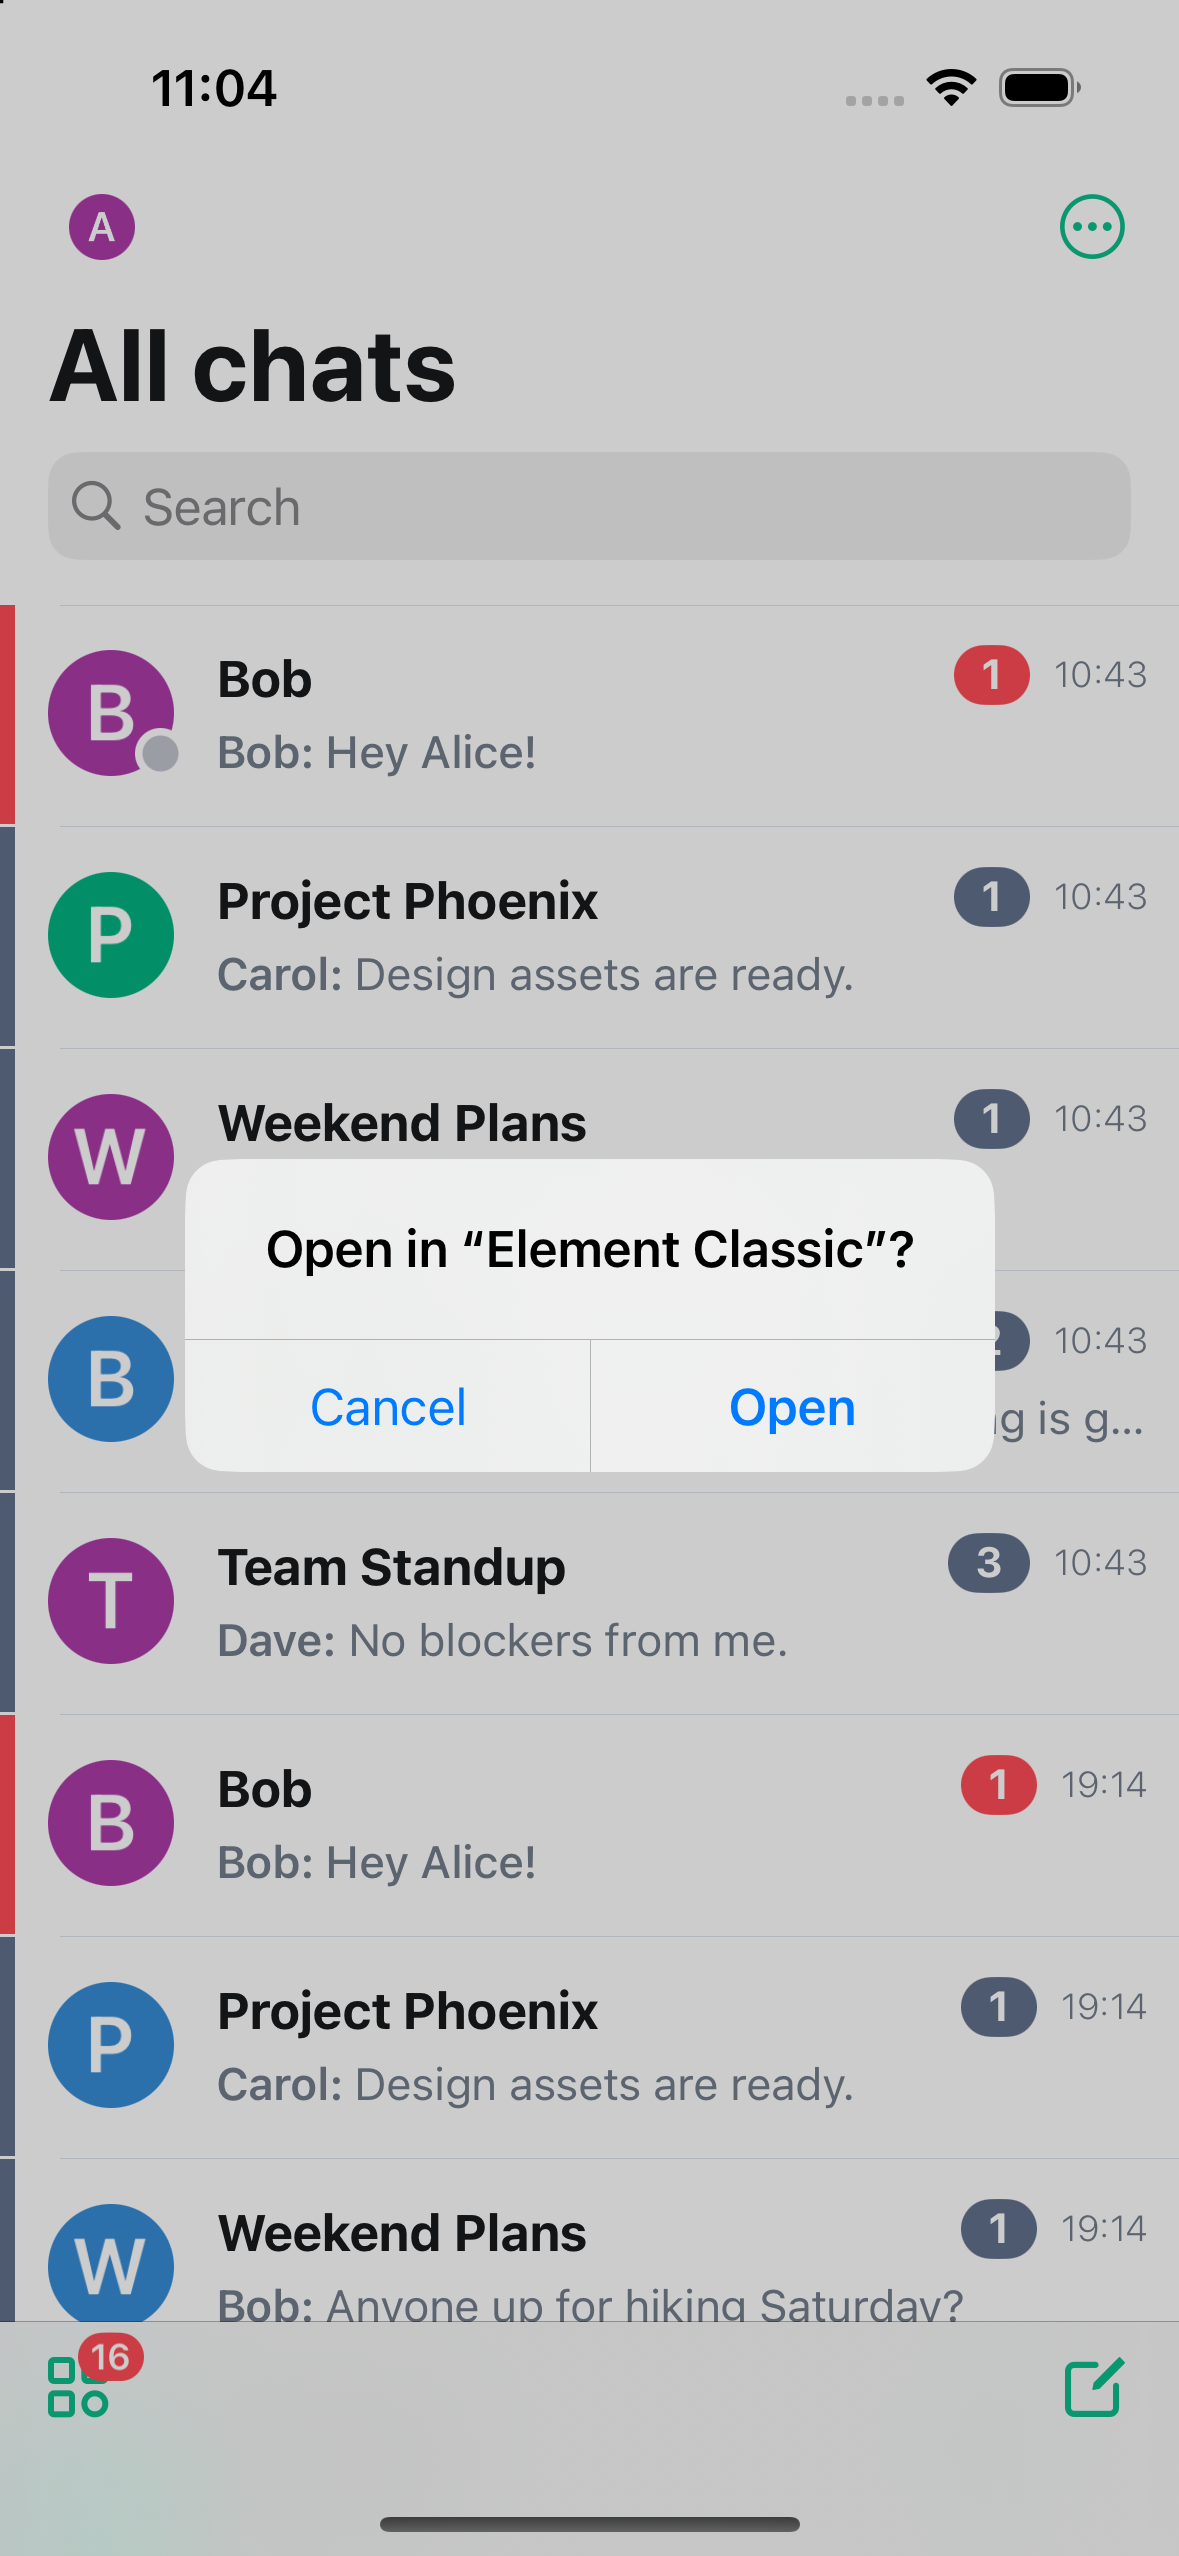 11:04
A
All chats
Search
Bob
1
10:43
B
Bob: Hey Alice!
Project Phoenix
1
10:43
P
Carol: Design assets are ready.
Weekend Plans
1
10:43
W
Open in “Element Classic”?
Cancel
Open
B
10:43
is g...
Team Standup
3
10:43
T
Dave: No blockers from me.
Bob
1
19:14
B
Bob: Hey Alice!
Project Phoenix
1
19:14
P
Carol: Design assets are ready.
Weekend Plans
1
19:14
W
Bob: Anyone up for hiking Saturday?
16